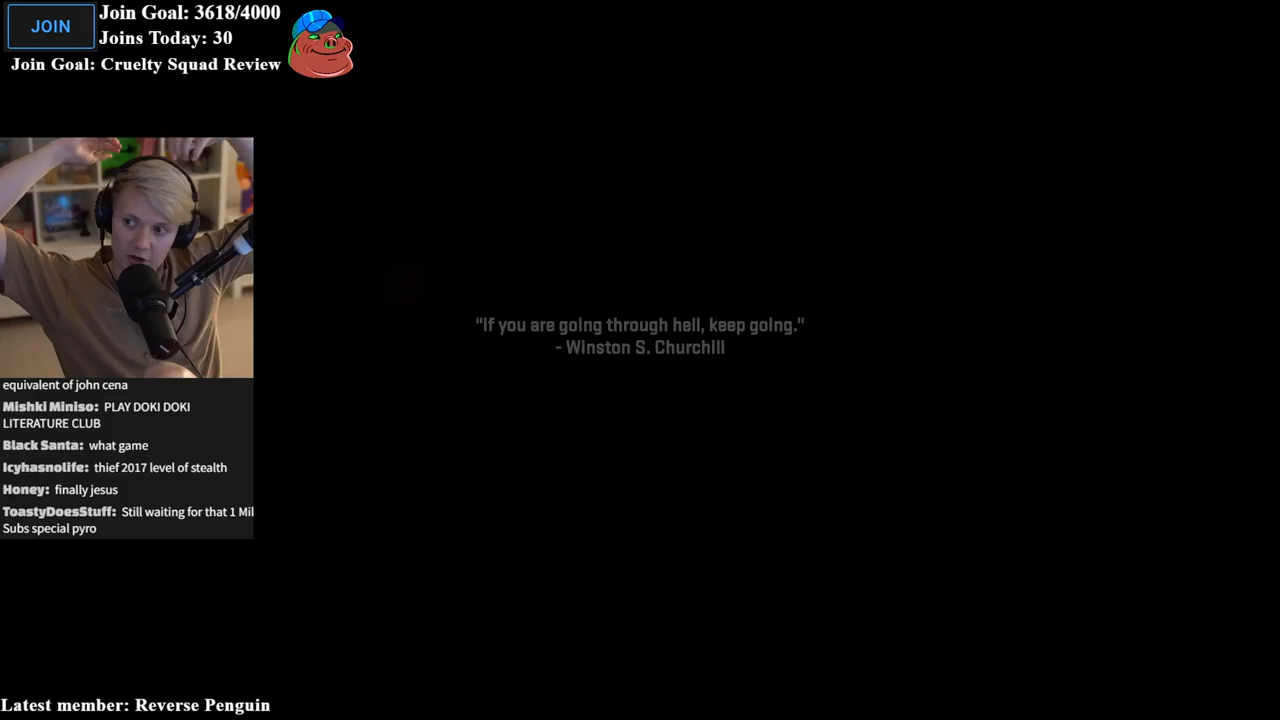 JOIN
Join Goal: 3618/4000
Joins Today: 30
Join Goal: Cruelty Squad Review
"If you are going through hell, keep going."
- Winston S. Churchill
equivalent of john cena
Mishki Miniso: PLAY DOKI DOKI
LITERATURE CLUB
Black Santa: what game
Icyhasnolife: thief 2017 level of stealth
Honey: finally jesus
ToastyDoesStuff: Still waiting for that 1 Mil
Subs special pyro
Latest member: Reverse Penguin